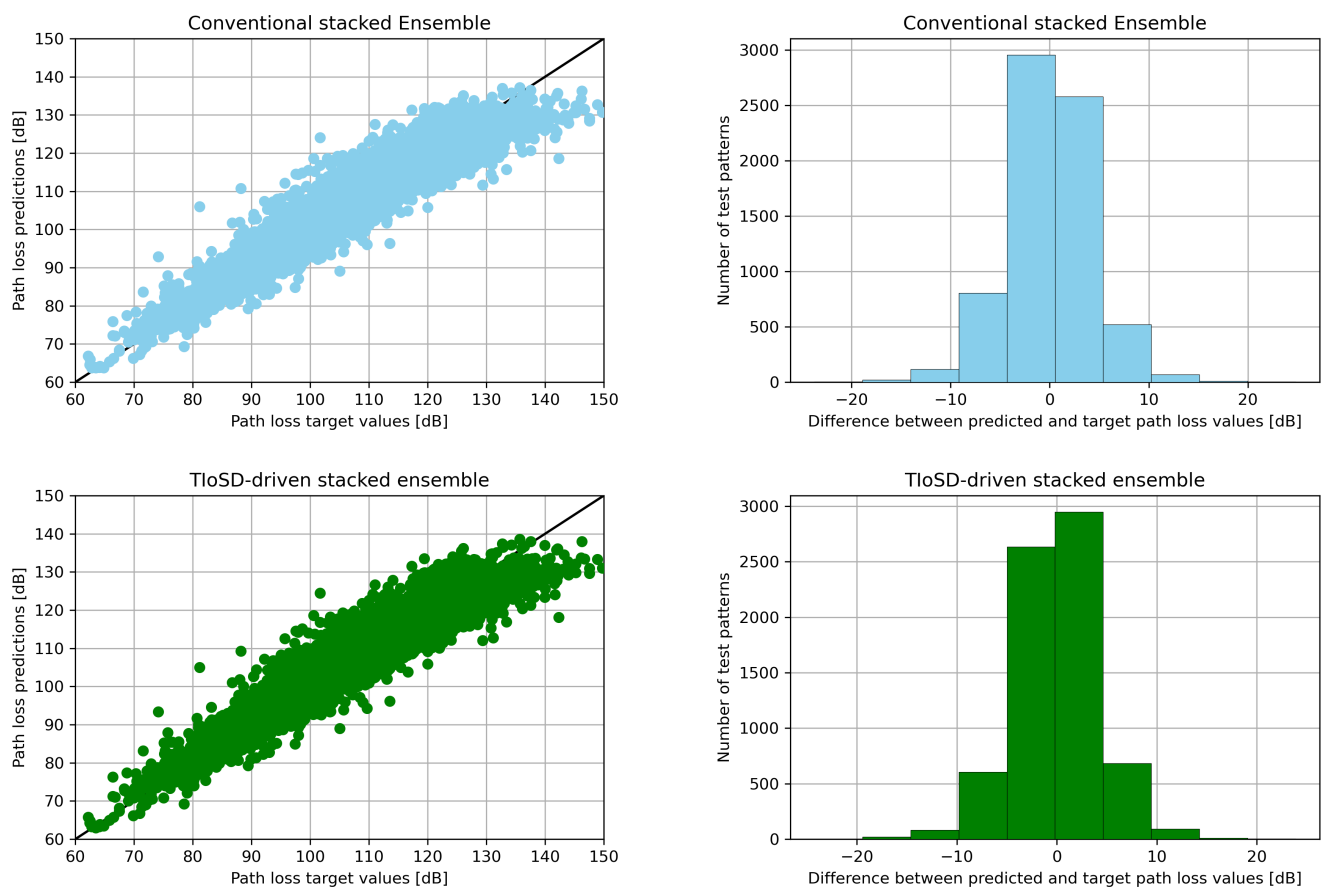 Conventional stacked Ensemble
150
140
130
120
110
100
90
80
70
60
Path loss predictions [dB]
60 70 80 90 100 110 120 130 140 150
Path loss target values [dB]
Conventional stacked Ensemble
3000
2500
2000
1500
1000
500
0
Number of test patterns
−20 −10 0 10 20
Difference between predicted and target path loss values [dB]
TIoSD-driven stacked ensemble
150
140
130
120
110
100
90
80
70
60
Path loss predictions [dB]
60 70 80 90 100 110 120 130 140 150
Path loss target values [dB]
TIoSD-driven stacked ensemble
3000
2500
2000
1500
1000
500
0
Number of test patterns
−20 −10 0 10 20
Difference between predicted and target path loss values [dB]